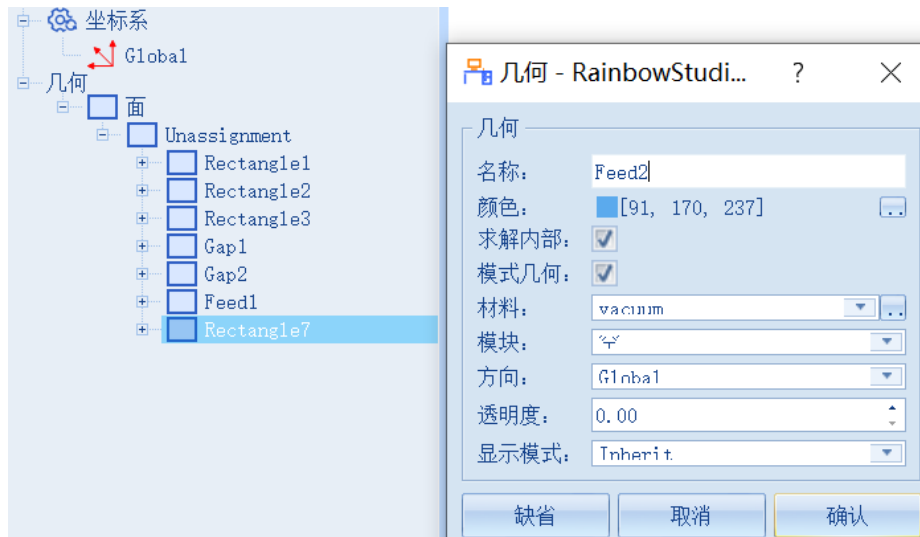 坐标系
Global
几何
面
Unassignment
Rectangle1
Rectangle2
Rectangle3
Gap1
Gap2
Feed1
Rectangle7
几何 - RainbowStudi... ?
几何
名称: Feed2
颜色: [91, 170, 237] ..
求解内部:
模式几何:
材料: vacuum ..
模块: 空
方向: Global
透明度: 0.00
显示模式: Inherit
缺省 取消 确认